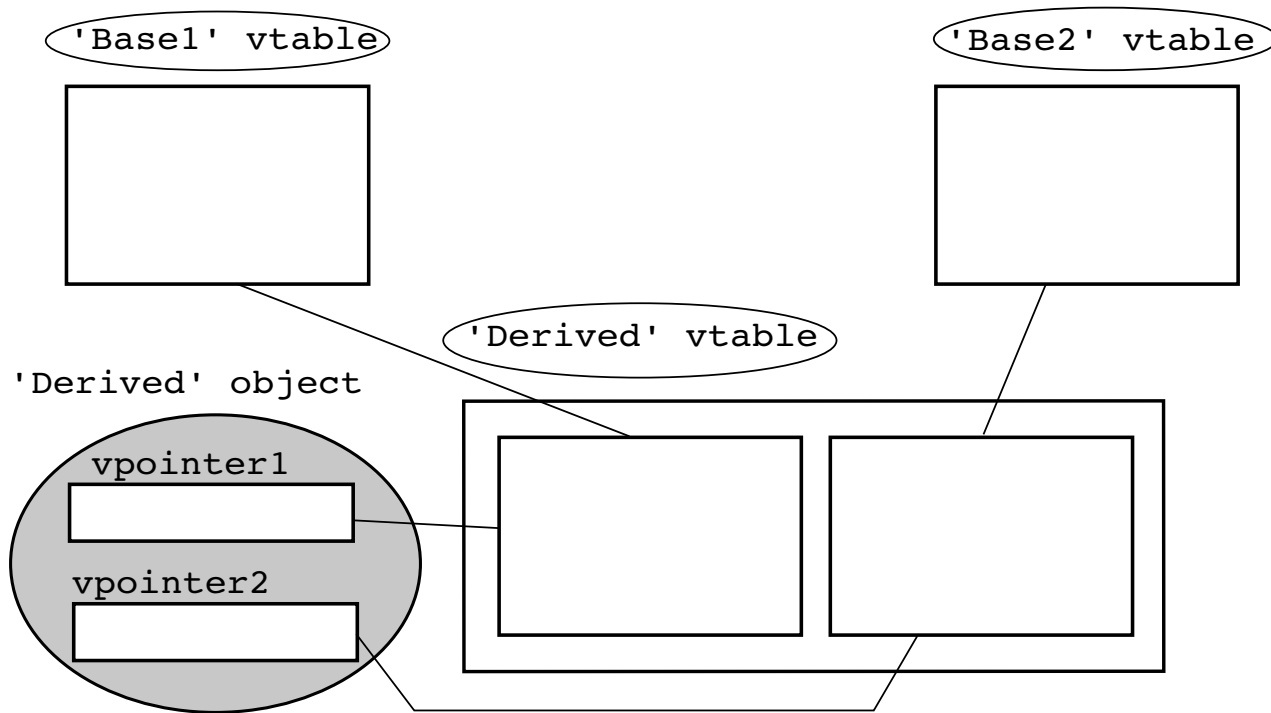 'Base1' vtable
'Base2' vtable
'Derived' vtable
'Derived' object
vpointer1
vpointer2